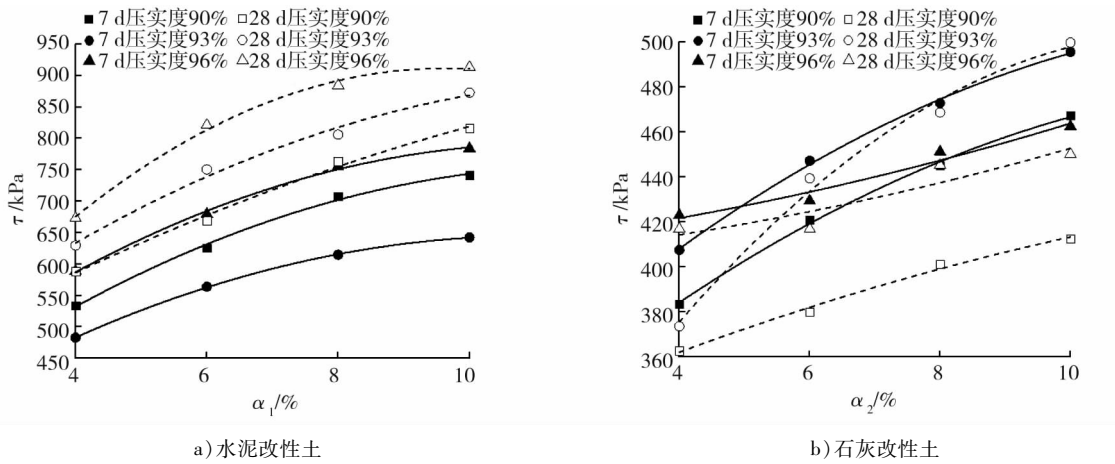 7 d压实度90% 28 d压实度90%
7 d压实度93% 28 d压实度93%
7 d压实度96% 28 d压实度96%
950
900
850
800
750
700
650
600
550
500
450
τ/kPa
4 6 8 10
α1/%
a)水泥改性土
7 d压实度90% 28 d压实度90%
7 d压实度93% 28 d压实度93%
7 d压实度96% 28 d压实度96%
500
480
460
440
420
400
380
360
τ/kPa
4 6 8 10
α2/%
b)石灰改性土